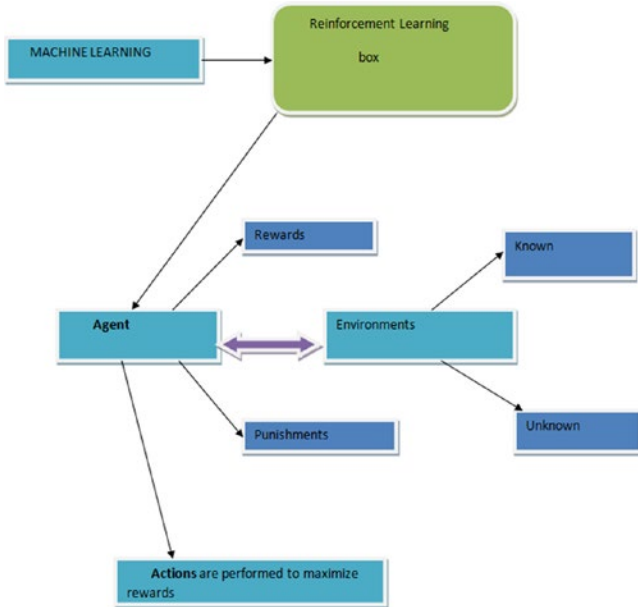 Reinforcement Learning
MACHINE LEARNING
box
Rewards
Known
Agent
Environments
Punishments
Unknown
Actions are performed to maximize
rewards